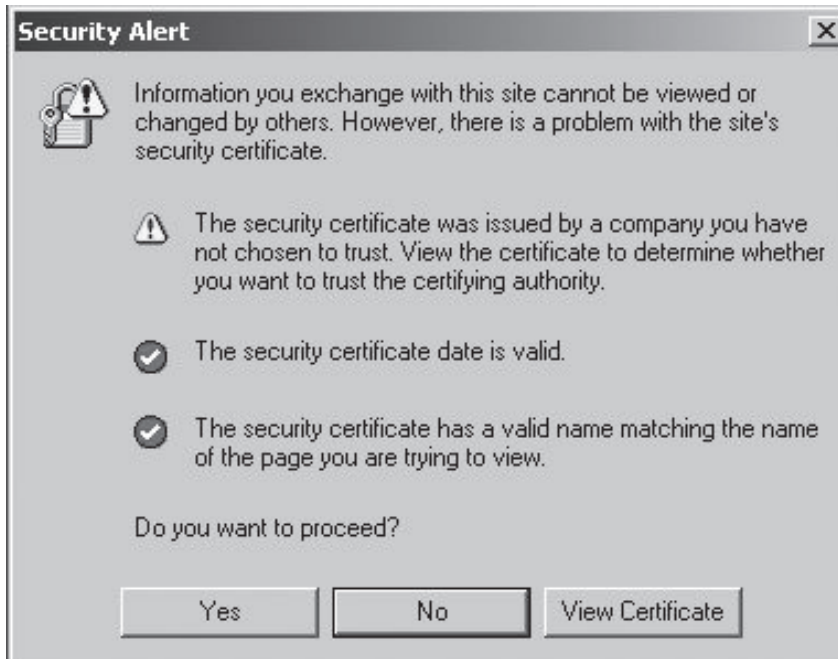 Security Alert
Information you exchange with this site cannot be viewed or
changed by others. However, there is a problem with the site's
security certificate.
The security certificate was issued by a company you have
not chosen to trust. View the certificate to determine whether
you want to trust the certifying authority.
The security certificate date is valid.
The security certificate has a valid name matching the name
of the page you are trying to view.
Do you want to proceed?
Yes No View Certificate